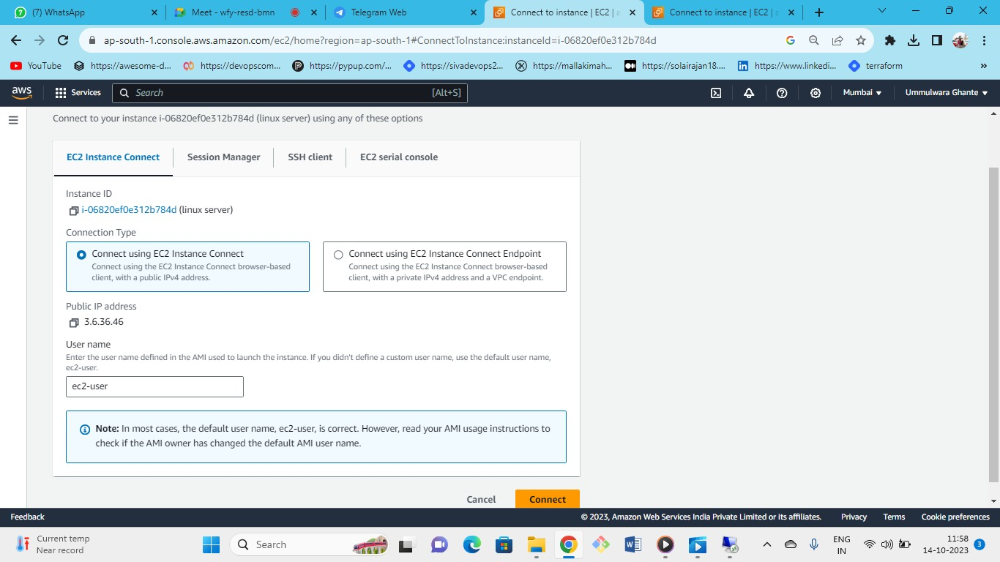 (7) WhatsApp
Meet - wfy-resd-bmn
Telegram Web
Connect to instance | EC2 | a
Connect to instance | EC2 | a
ap-south-1.console.aws.amazon.com/ec2/home?region=ap-south-1#ConnectToInstance:instanceId=i-06820ef0e312b784d
YouTube
https://awesome-d...
https://devopscom...
https://pypup.com/...
https://sivadevops2...
https://mallakimah...
https://solairajan18....
https://www.linkedi...
terraform
»
aws
Services
Search
[Alt+S]
Mumbai
Ummulwara Ghante
Connect to your instance i-06820ef0e312b784d (linux server) using any of these options
EC2 Instance Connect
Session Manager
SSH client
EC2 serial console
Instance ID
i-06820ef0e312b784d (linux server)
Connection Type
Connect using EC2 Instance Connect
Connect using the EC2 Instance Connect browser-based
client, with a public IPv4 address.
Connect using EC2 Instance Connect Endpoint
Connect using the EC2 Instance Connect browser-based
client, with a private IPv4 address and a VPC endpoint.
Public IP address
3.6.36.46
User name
Enter the user name defined in the AMI used to launch the instance. If you didn't define a custom user name, use the default user name,
ec2-user.
ec2-user
Note: In most cases, the default user name, ec2-user, is correct. However, read your AMI usage instructions to
check if the AMI owner has changed the default AMI user name.
Cancel
Connect
Feedback
© 2023, Amazon Web Services India Private Limited or its affiliates.
Privacy
Terms
Cookie preferences
Current temp
Near record
Search
ENG
IN
11:58
14-10-2023
3